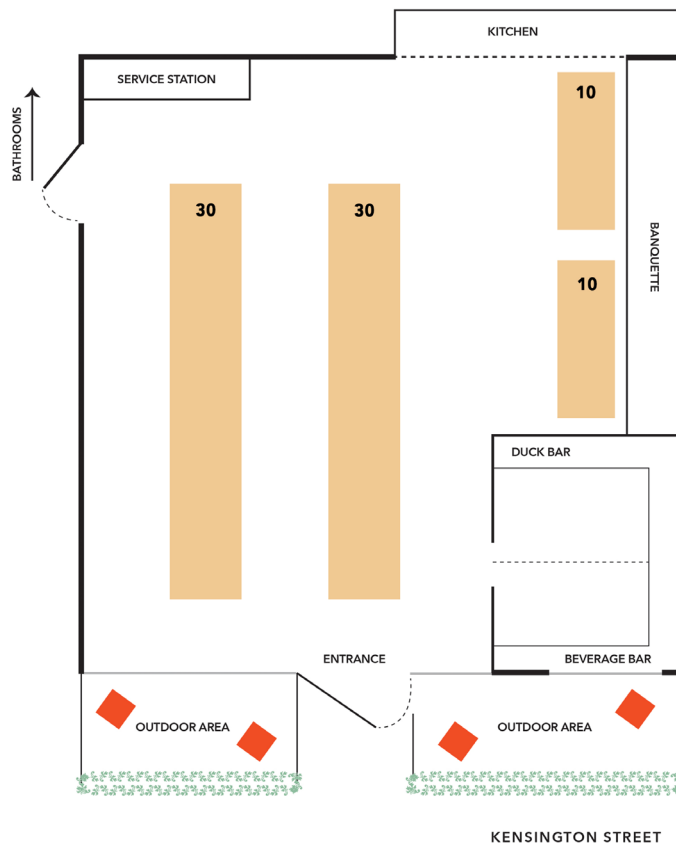 KITCHEN
SERVICE STATION
BATHROOMS
10
30
30
BANQUETTE
10
DUCK BAR
ENTRANCE
BEVERAGE BAR
OUTDOOR AREA
OUTDOOR AREA
KENSINGTON STREET